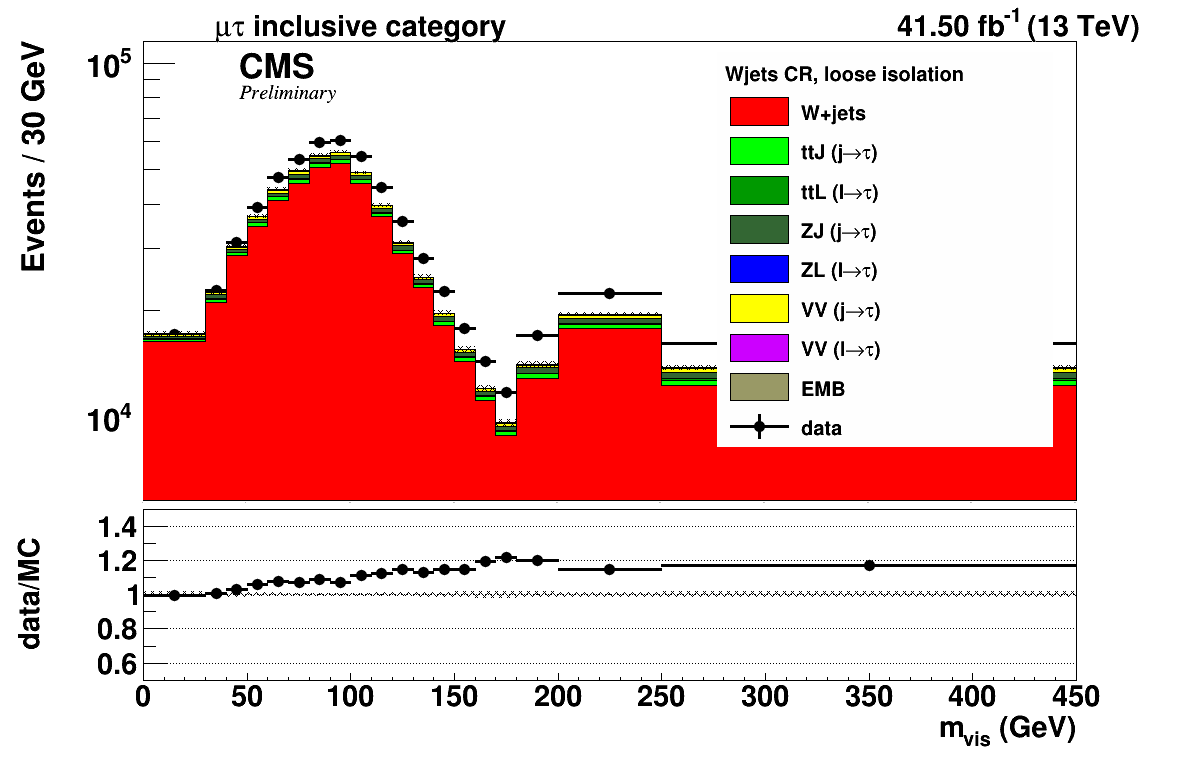 μτ inclusive category
41.50 fb⁻¹ (13 TeV)
Events / 30 GeV
10⁵
10⁴
CMS
Preliminary
Wjets CR, loose isolation
W+jets
ttJ (j→τ)
ttL (l→τ)
ZJ (j→τ)
ZL (l→τ)
VV (j→τ)
VV (l→τ)
EMB
data
data/MC
1.4
1.2
1
0.8
0.6
0 50 100 150 200 250 300 350 400 450
m_vis (GeV)